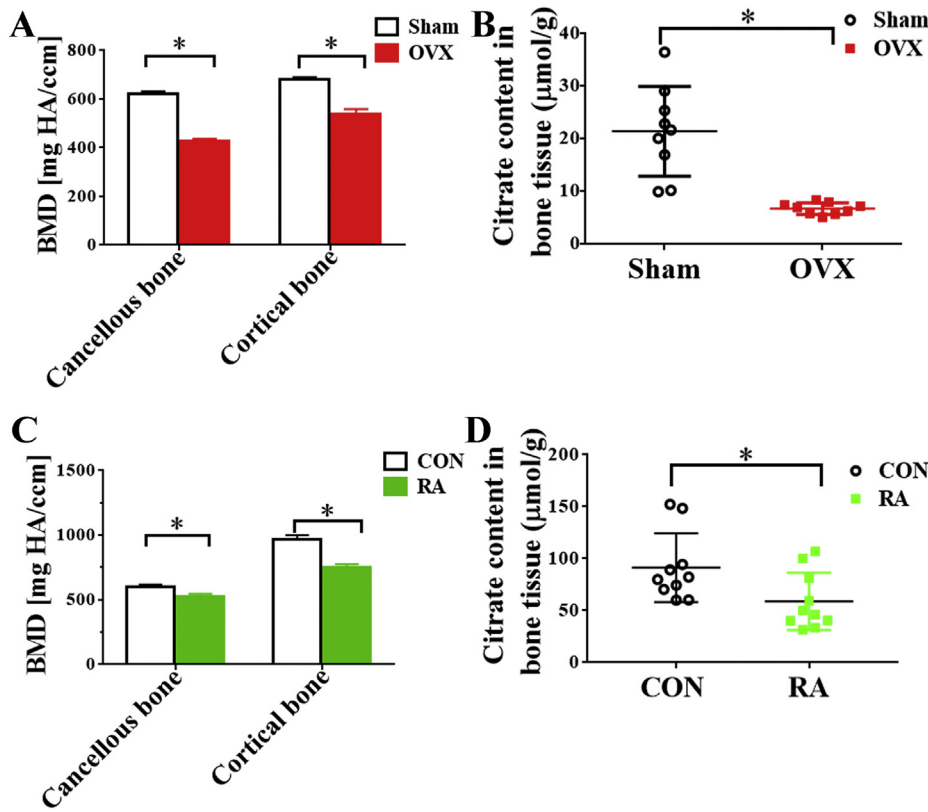 A
Sham
OVX
*
*
BMD [mg HA/ccm]
800
600
400
200
0
Cancellous bone
Cortical bone
B
Sham
OVX
*
Citrate content in
bone tissue (μmol/g)
40
30
20
10
0
Sham
OVX
C
CON
RA
*
*
BMD [mg HA/ccm]
1500
1000
500
0
Cancellous bone
Cortical bone
D
CON
RA
*
Citrate content in
bone tissue (μmol/g)
200
150
100
50
0
CON
RA